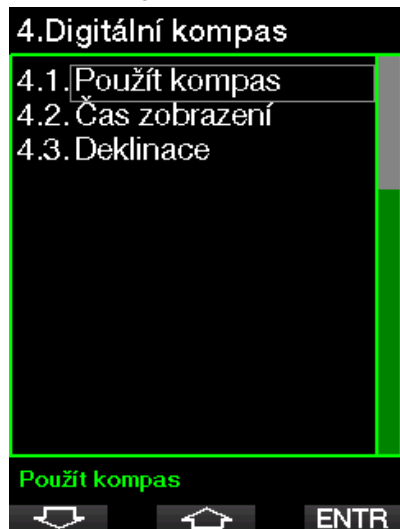 4.Digitální kompas
4.1. Použít kompas
4.2. Čas zobrazení
4.3. Deklinace
Použít kompas
ENTR